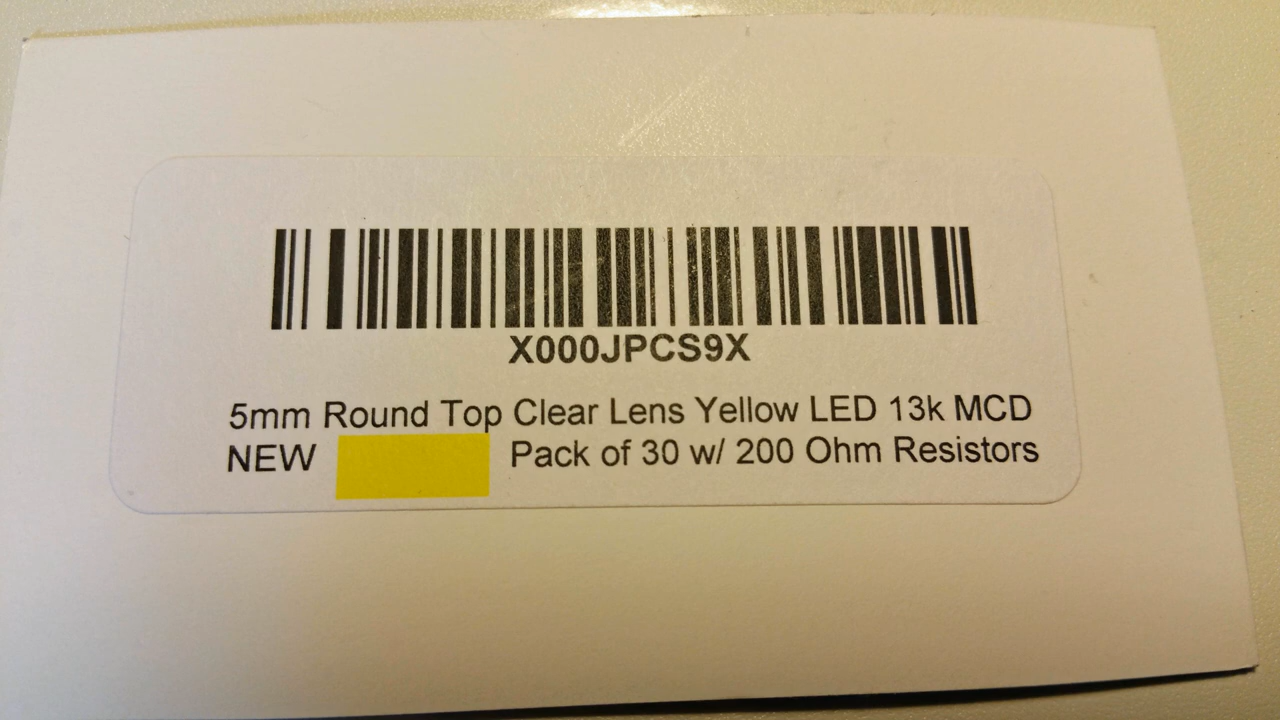 X000JPCS9X
5mm Round Top Clear Lens Yellow LED 13k MCD
NEW Pack of 30 w/ 200 Ohm Resistors